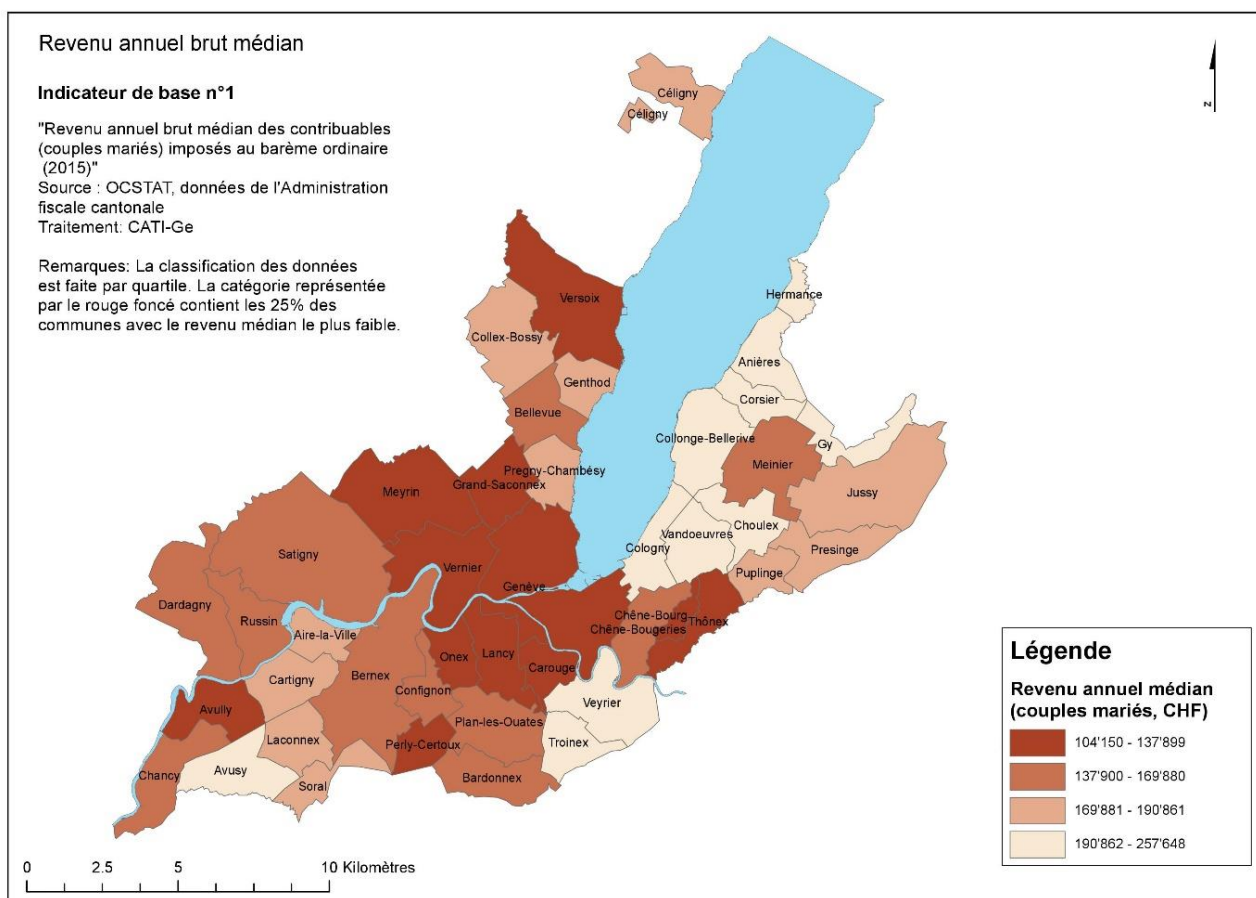 Revenu annuel brut médian
Indicateur de base n°1
"Revenu annuel brut médian des contribuables
(couples mariés) imposés au barème ordinaire
(2015)"
Source : OCSTAT, données de l'Administration
fiscale cantonale
Traitement: CATI-Ge
Remarques: La classification des données
est faite par quartile. La catégorie représentée
par le rouge foncé contient les 25% des
communes avec le revenu médian le plus faible.
N
Céligny
Céligny
Hermance
Versoix
Collex-Bossy
Anières
Genthod
Corsier
Bellevue
Collonge-Bellerive
Gy
Meinier
Pregny-Chambésy
Grand-Saconnex
Meyrin
Jussy
Choulex
Vandoeuvres
Cologny
Presinge
Satigny
Vernier
Puplinge
Genève
Dardagny
Russin
Chêne-Bourg
Thônex
Chêne-Bougeries
Aire-la-Ville
Onex
Lancy
Carouge
Bernex
Cartigny
Confignon
Veyrier
Avully
Plan-les-Ouates
Laconnex
Perly-Certoux
Troinex
Chancy
Avusy
Bardonnex
Soral
Légende
Revenu annuel médian
(couples mariés, CHF)
104'150 - 137'899
137'900 - 169'880
169'881 - 190'861
190'862 - 257'648
0 2.5 5 10 Kilomètres